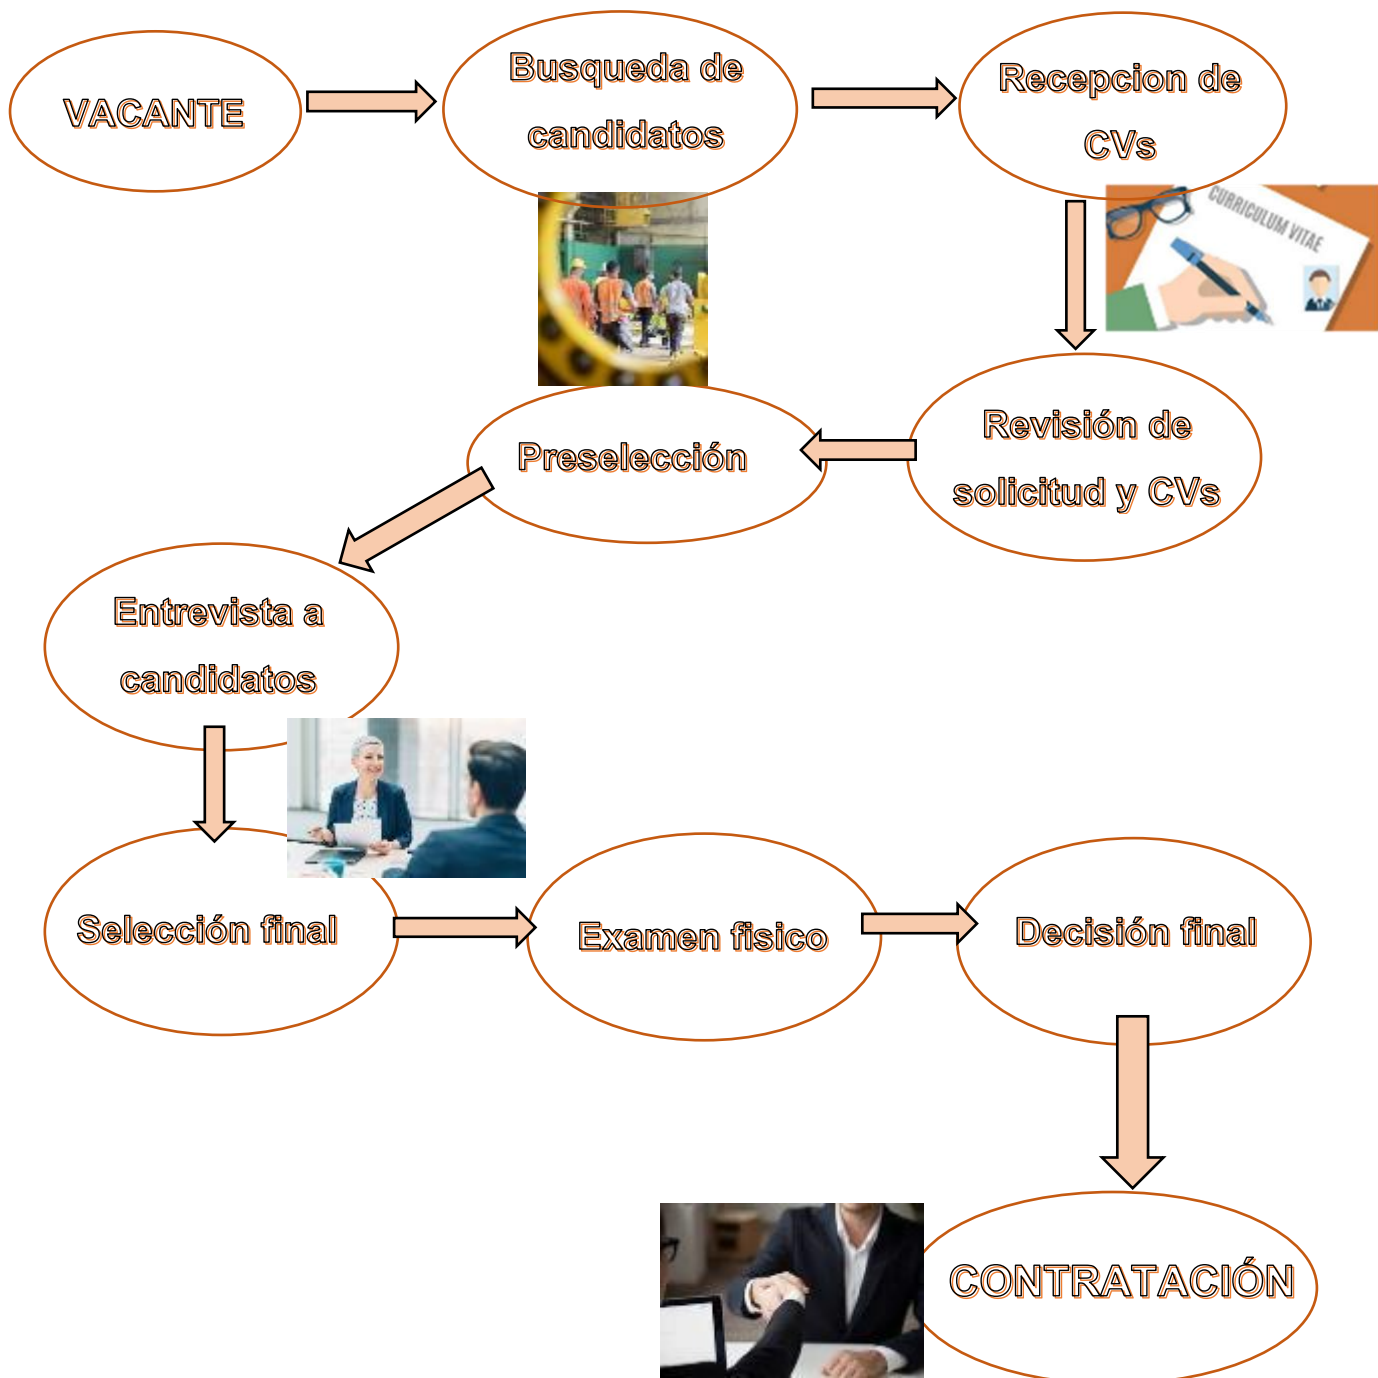 VACANTE
Busqueda de
candidatos
Recepcion de
CVs
CURRICULUM VITAE
Revisión de
solicitud y CVs
Preselección
Entrevista a
candidatos
Selección final
Examen fisico
Decisión final
CONTRATACIÓN